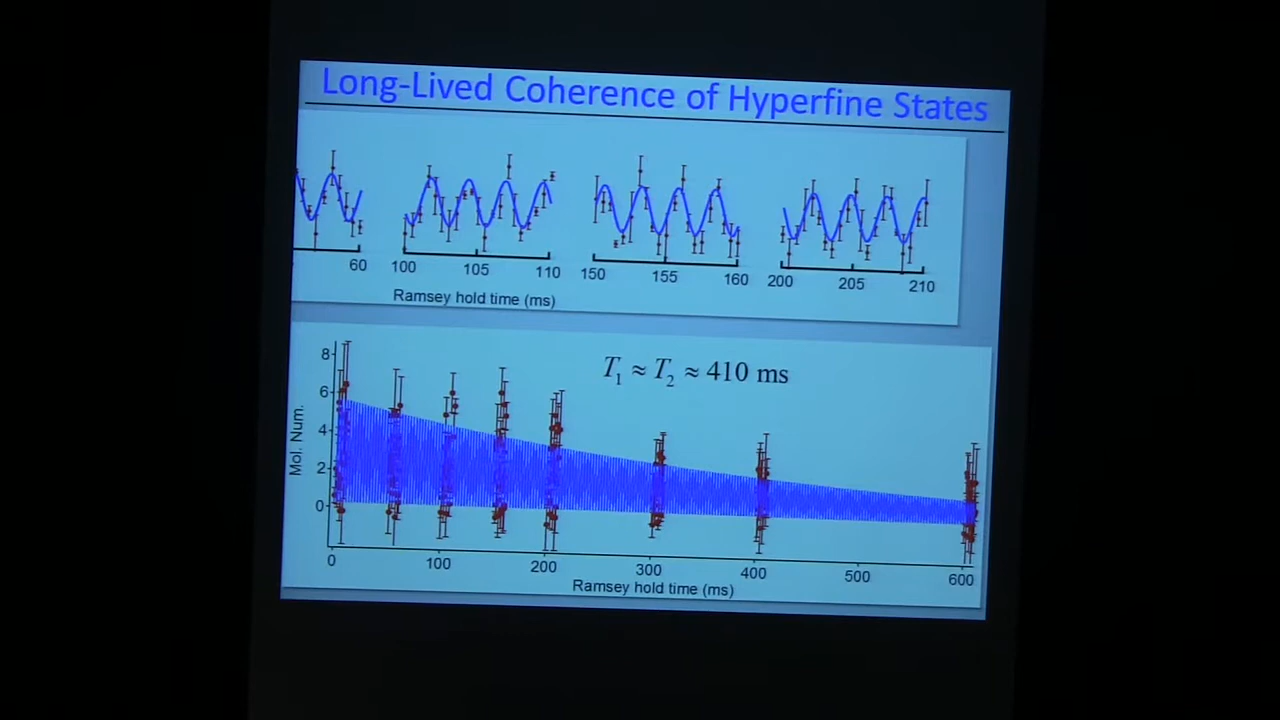 Long-Lived Coherence of Hyperfine States
60 100 105 110 150 155 160 200 205 210
Ramsey hold time (ms)
T₁ ≈ T₂ ≈ 410 ms
8
6
4
2
0
Mol. Num.
0 100 200 300 400 500 600
Ramsey hold time (ms)